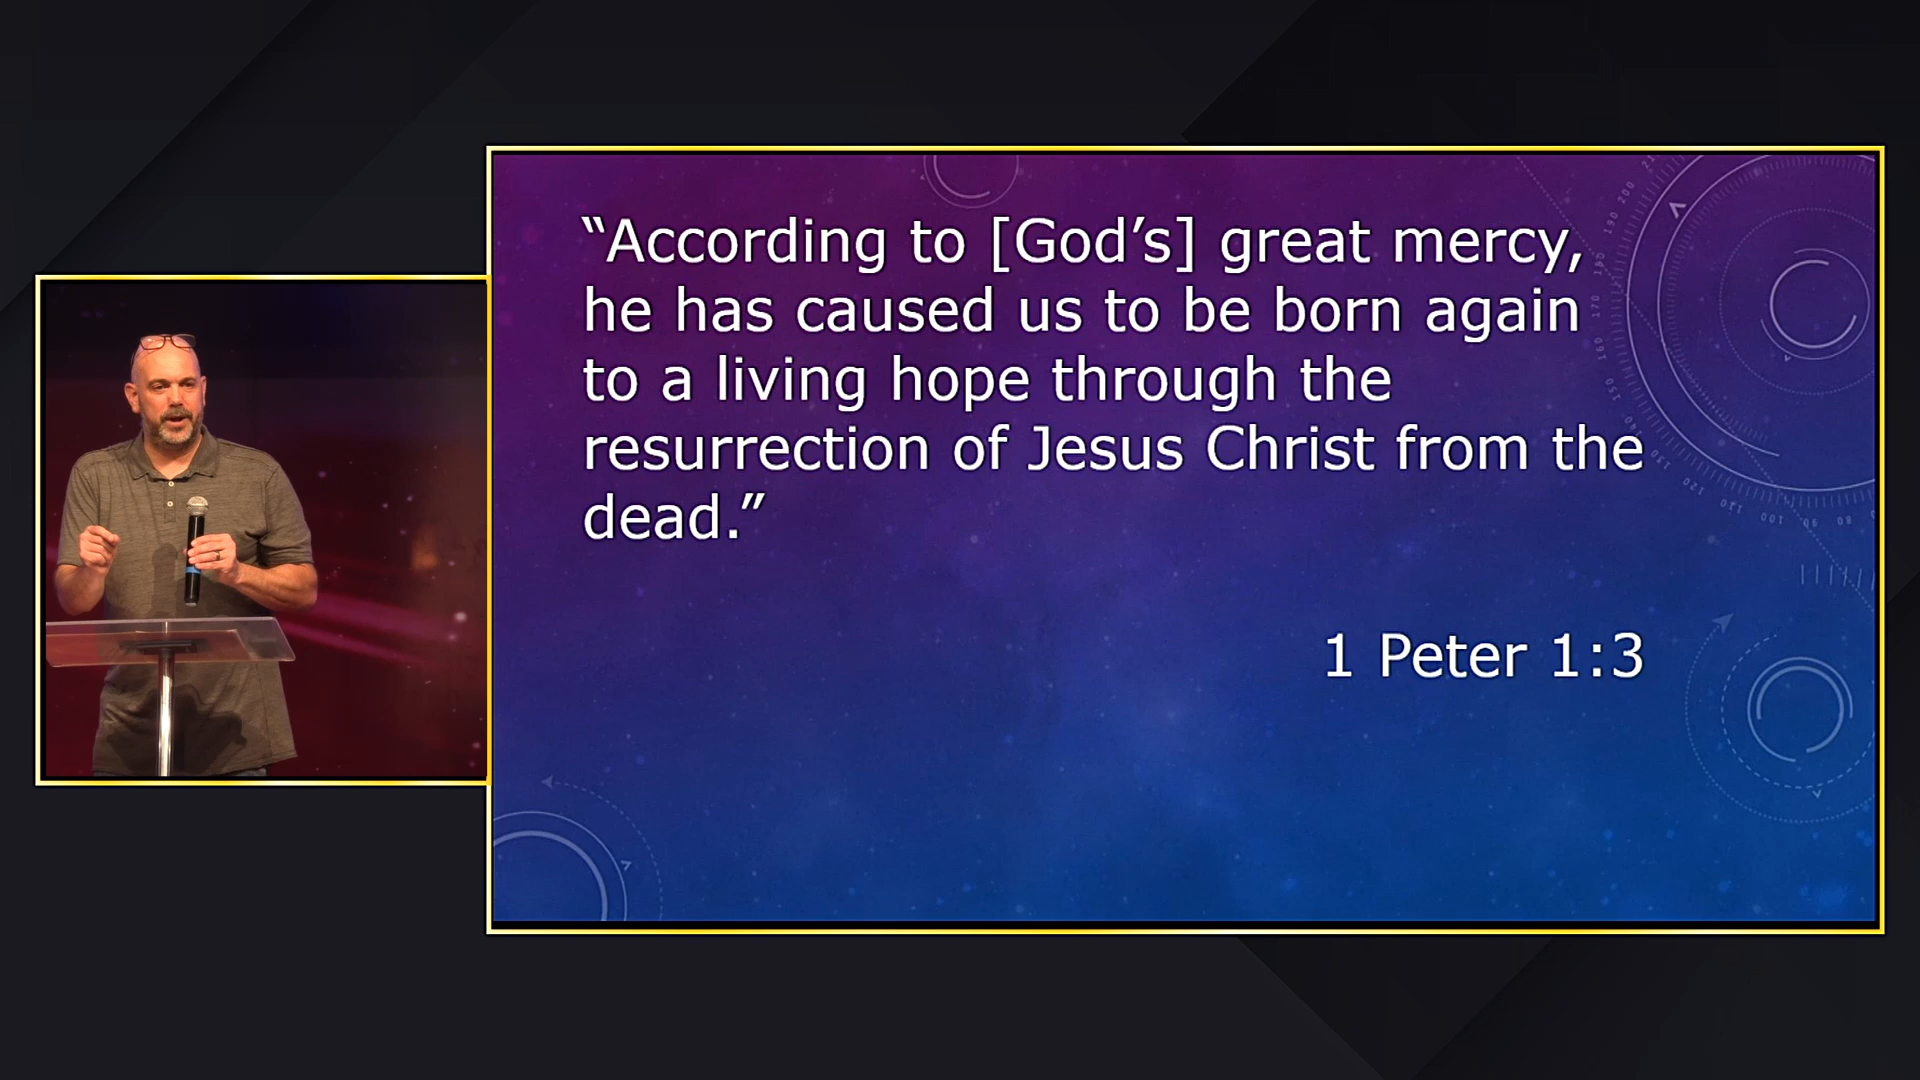 “According to [God’s] great mercy,
he has caused us to be born again
to a living hope through the
resurrection of Jesus Christ from the
dead.”
1 Peter 1:3